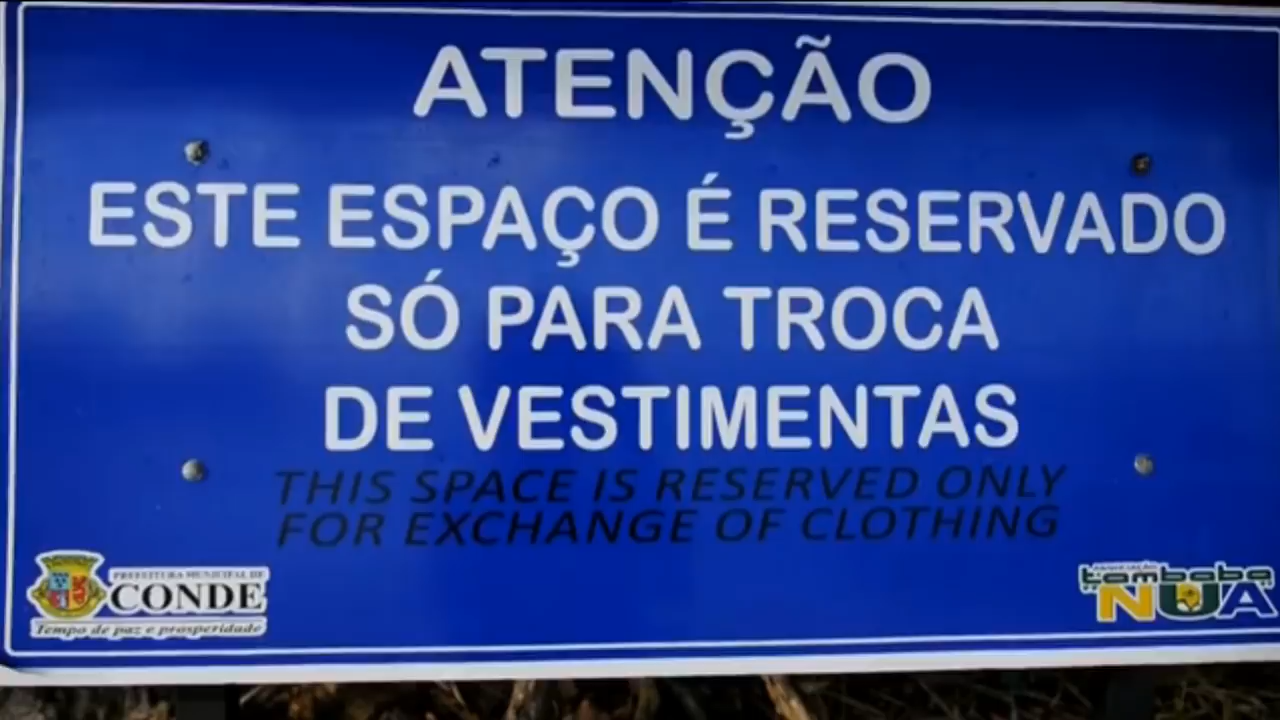 ATENÇÃO
ESTE ESPAÇO É RESERVADO
SÓ PARA TROCA
DE VESTIMENTAS
THIS SPACE IS RESERVED ONLY
FOR EXCHANGE OF CLOTHING
PREFEITURA MUNICIPAL DE
CONDE
Tempo de paz e prosperidade
ASSOCIAÇÃO
tambaba
NUA